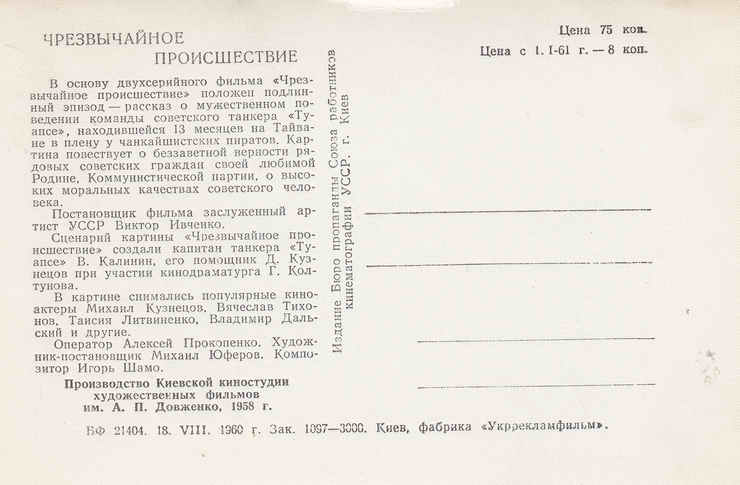 ЧРЕЗВЫЧАЙНОЕ
ПРОИСШЕСТВИЕ
В основу двухсерийного фильма «Чрез-
вычайное происшествие» положен подлин-
ный эпизод — рассказ о мужественном по-
ведении команды советского танкера «Ту-
апсе», находившейся 13 месяцев на Тайва-
не в плену у чанкайшистских пиратов. Кар-
тина повествует о беззаветной верности ря-
довых советских граждан своей любимой
Родине, Коммунистической партии, о высо-
ких моральных качествах советского чело-
века.
Постановщик фильма заслуженный ар-
тист УССР Виктор Ивченко.
Сценарий картины «Чрезвычайное про-
исшествие» создали капитан танкера «Ту-
апсе» В. Калинин, его помощник Д. Куз-
нецов при участии кинодраматурга Г. Кол-
тунова.
В картине снимались популярные кино-
актеры Михаил Кузнецов, Вячеслав Тихо-
нов, Таисия Литвиненко, Владимир Даль-
ский и другие.
Оператор Алексей Прокопенко. Худож-
ник-постановщик Михаил Юферов. Компо-
зитор Игорь Шамо.
Производство Киевской киностудии
художественных фильмов
им. А. П. Довженко, 1958 г.
Издание Бюро пропаганды Союза работников
кинематографии УССР. г. Киев
Цена 75 коп.
Цена с 1.I-61 г. — 8 коп.
БФ 21404. 18. VIII. 1960 г. Зак. 1097—3000. Киев, фабрика «Укррекламфильм».